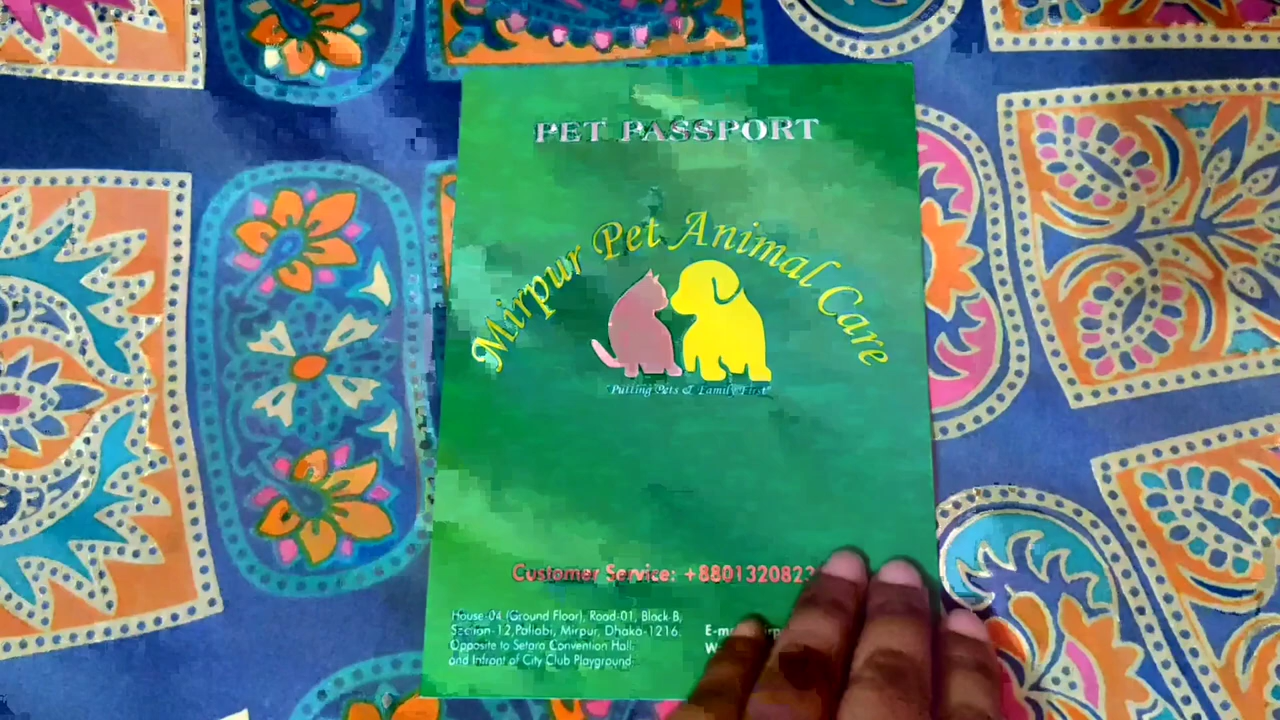 PET PASSPORT
Mirpur Pet Animal Care
"Putting Pets & Family First"
Customer Service: +8801320823
House-04 (Ground Floor), Road-01, Block-B,
Section-12,Pallabi, Mirpur, Dhaka-1216.
Opposite to Setara Convention Hall
and Infront of City Club Playground